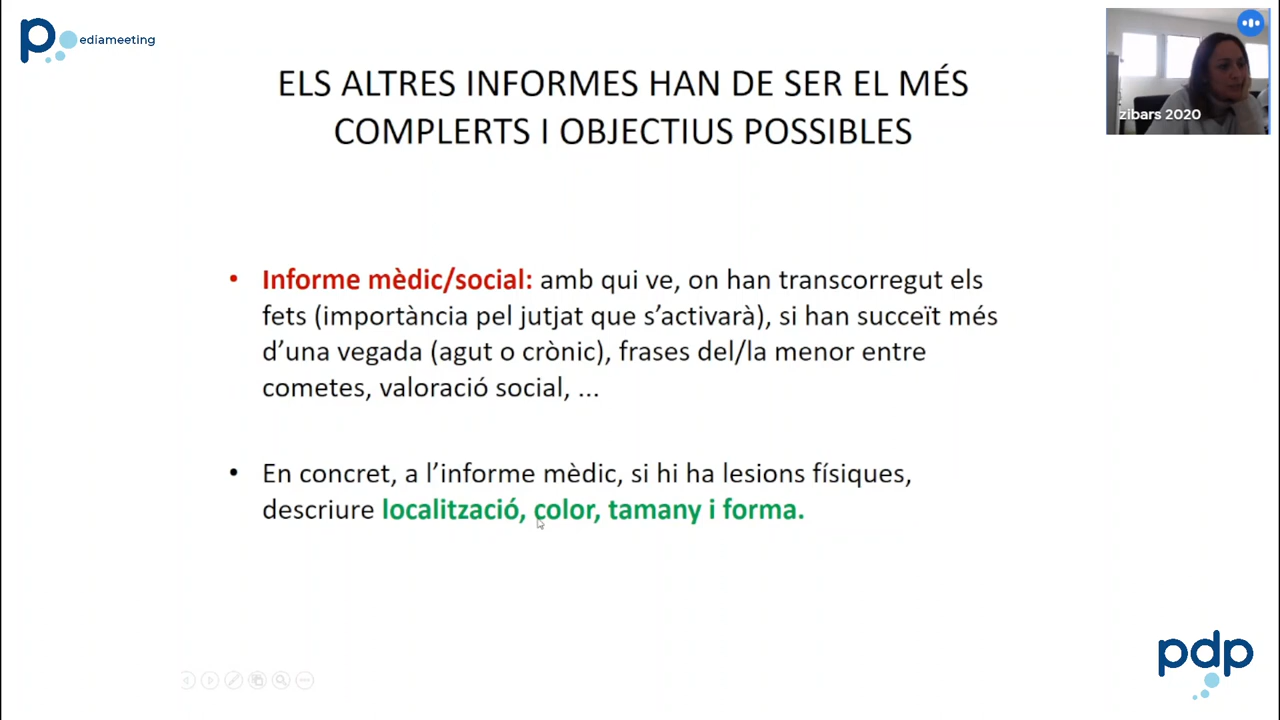 pediameeting
ELS ALTRES INFORMES HAN DE SER EL MÉS
COMPLERTS I OBJECTIUS POSSIBLES
zibars 2020
• Informe mèdic/social: amb qui ve, on han transcorregut els
fets (importància pel jutjat que s’activarà), si han succeït més
d’una vegada (agut o crònic), frases del/la menor entre
cometes, valoració social, ...
• En concret, a l’informe mèdic, si hi ha lesions físiques,
descriure localització, color, tamany i forma.
pdp